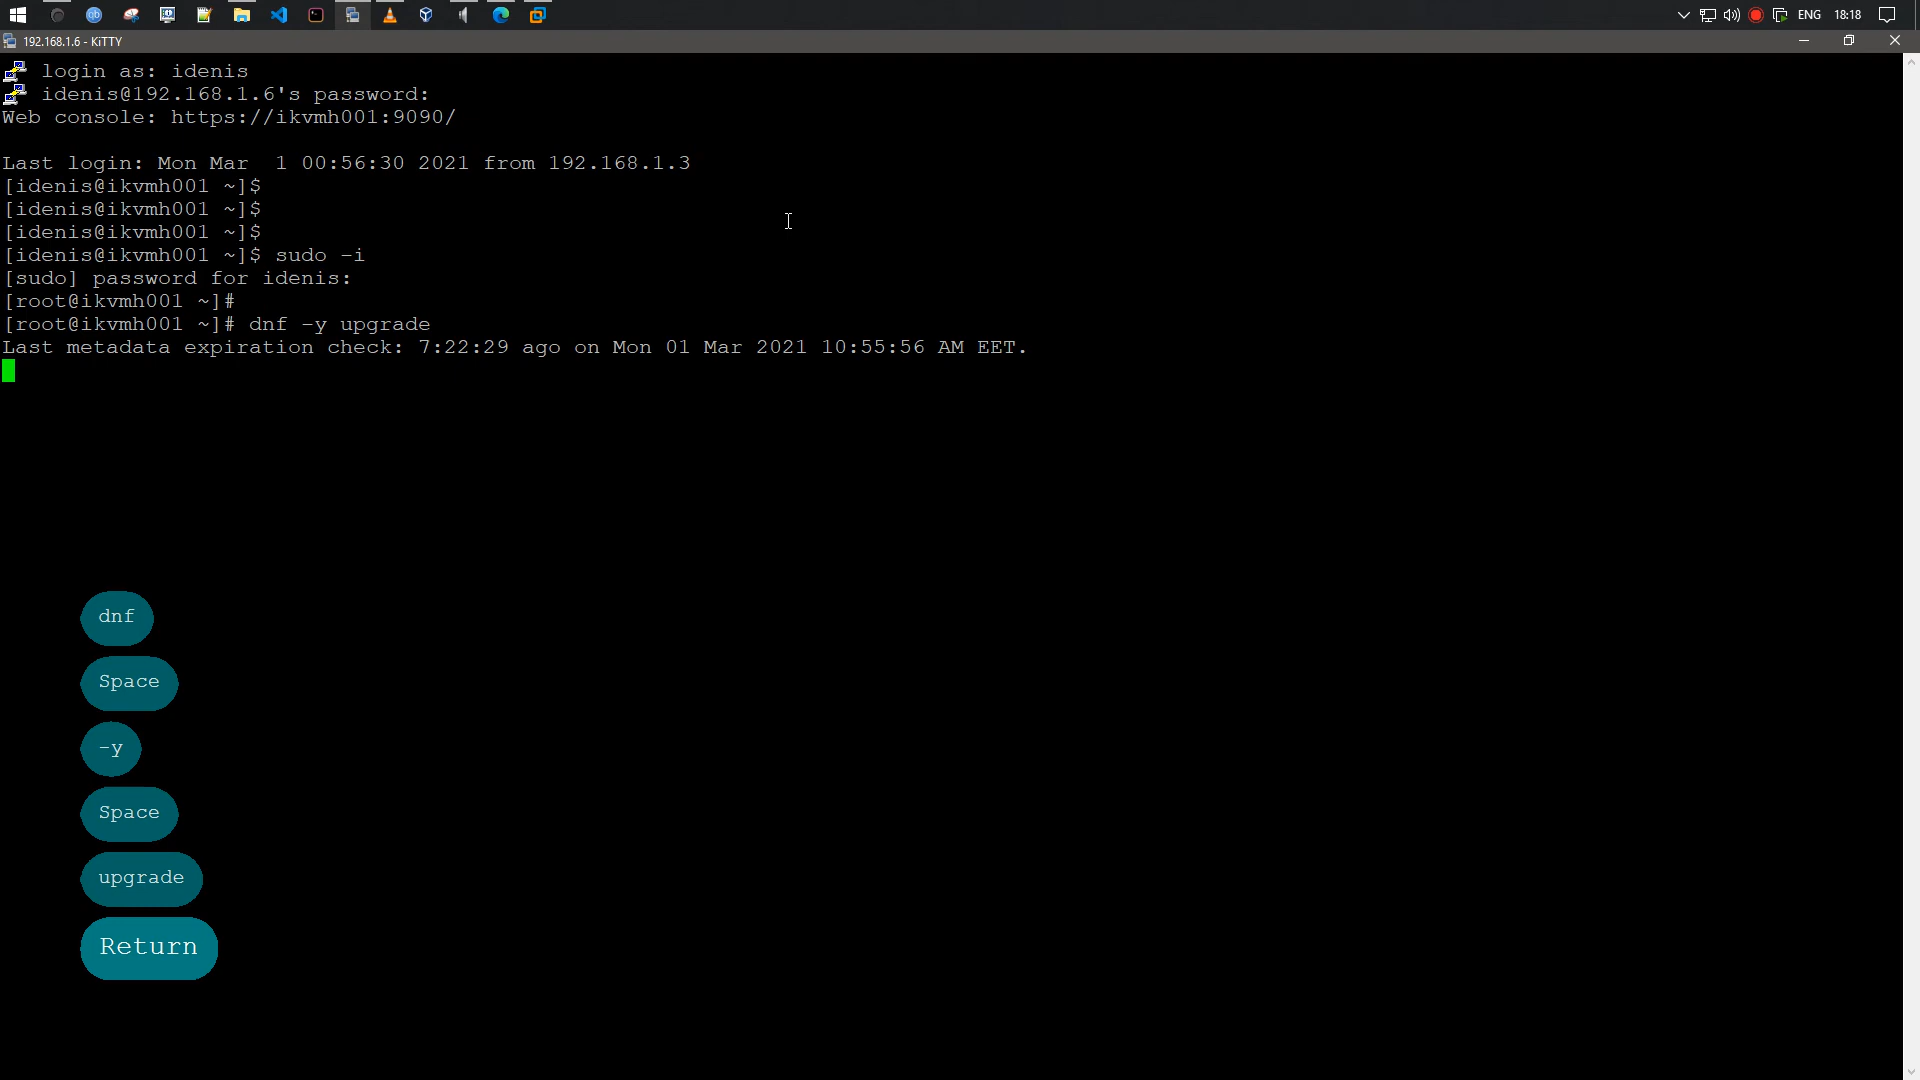 ENG 18:18
192.168.1.6 - KiTTY
login as: idenis
idenis@192.168.1.6's password:
Web console: https://ikvmh001:9090/
Last login: Mon Mar  1 00:56:30 2021 from 192.168.1.3
[idenis@ikvmh001 ~]$
[idenis@ikvmh001 ~]$
[idenis@ikvmh001 ~]$
[idenis@ikvmh001 ~]$ sudo -i
[sudo] password for idenis:
[root@ikvmh001 ~]#
[root@ikvmh001 ~]# dnf -y upgrade
Last metadata expiration check: 7:22:29 ago on Mon 01 Mar 2021 10:55:56 AM EET.
dnf
Space
-y
Space
upgrade
Return